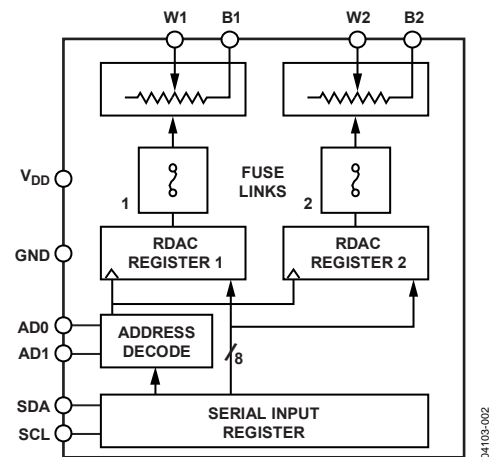 W1 B1 W2 B2
V_DD
1
FUSE
LINKS
2
GND
RDAC
REGISTER 1
RDAC
REGISTER 2
AD0
AD1
ADDRESS
DECODE
8
SDA
SCL
SERIAL INPUT
REGISTER
04103-002